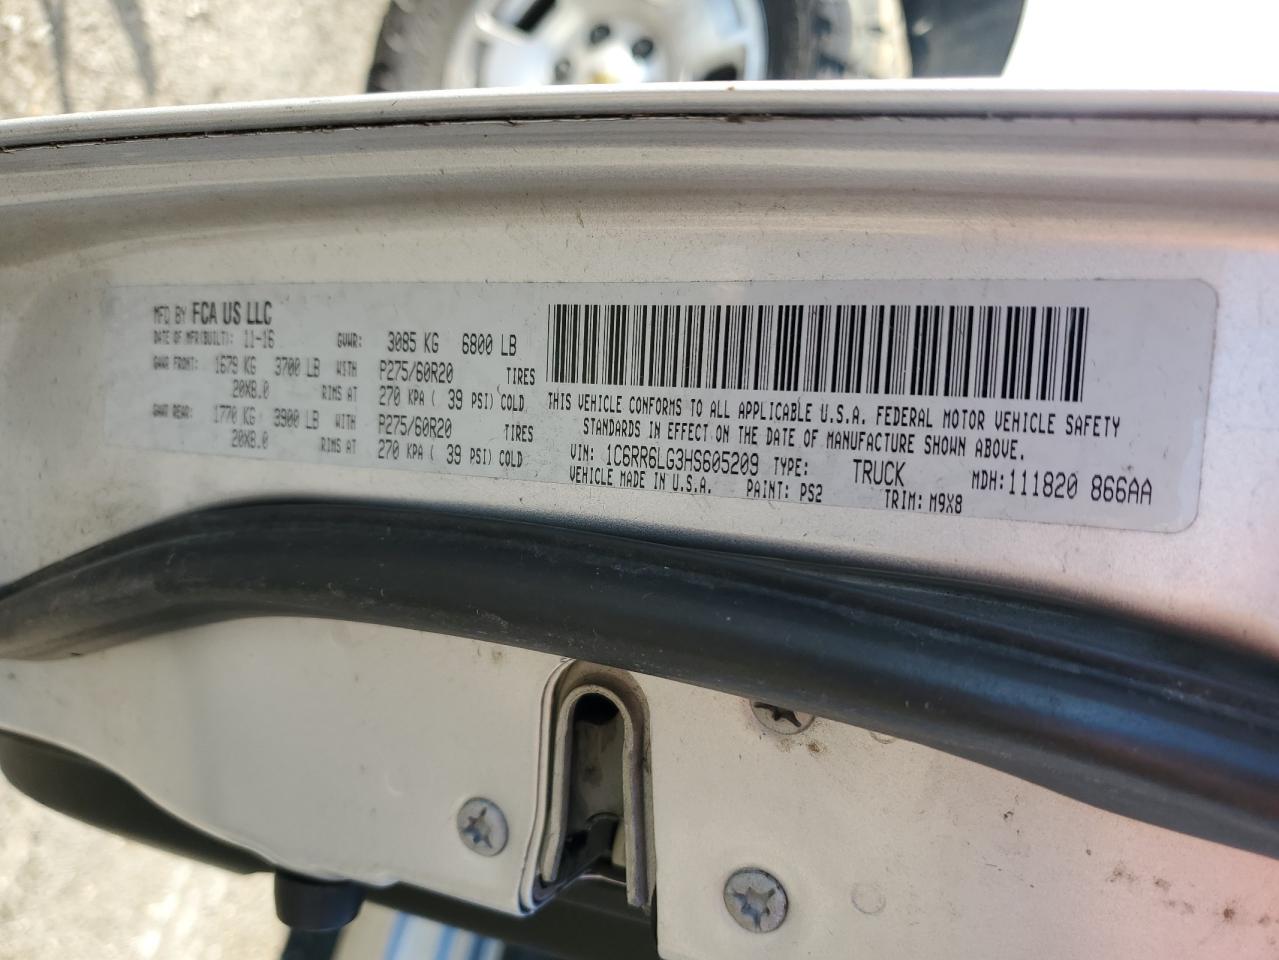 MFD BY FCA US LLC
DATE OF MFR(BUILT): 11-16 GVWR: 3085 KG 6800 LB
GWAR FRONT: 1679 KG 3700 LB WITH P275/60R20 TIRES
20X8.0 RIMS AT 270 KPA ( 39 PSI) COLD
GWAR REAR: 1770 KG 3900 LB WITH P275/60R20 TIRES
20X8.0 RIMS AT 270 KPA ( 39 PSI) COLD
THIS VEHICLE CONFORMS TO ALL APPLICABLE U.S.A. FEDERAL MOTOR VEHICLE SAFETY
STANDARDS IN EFFECT ON THE DATE OF MANUFACTURE SHOWN ABOVE.
VIN: 1C6RR6LG3HS605209 TYPE: TRUCK MDH:111820 866AA
VEHICLE MADE IN U.S.A. PAINT: PS2 TRIM: M9X8